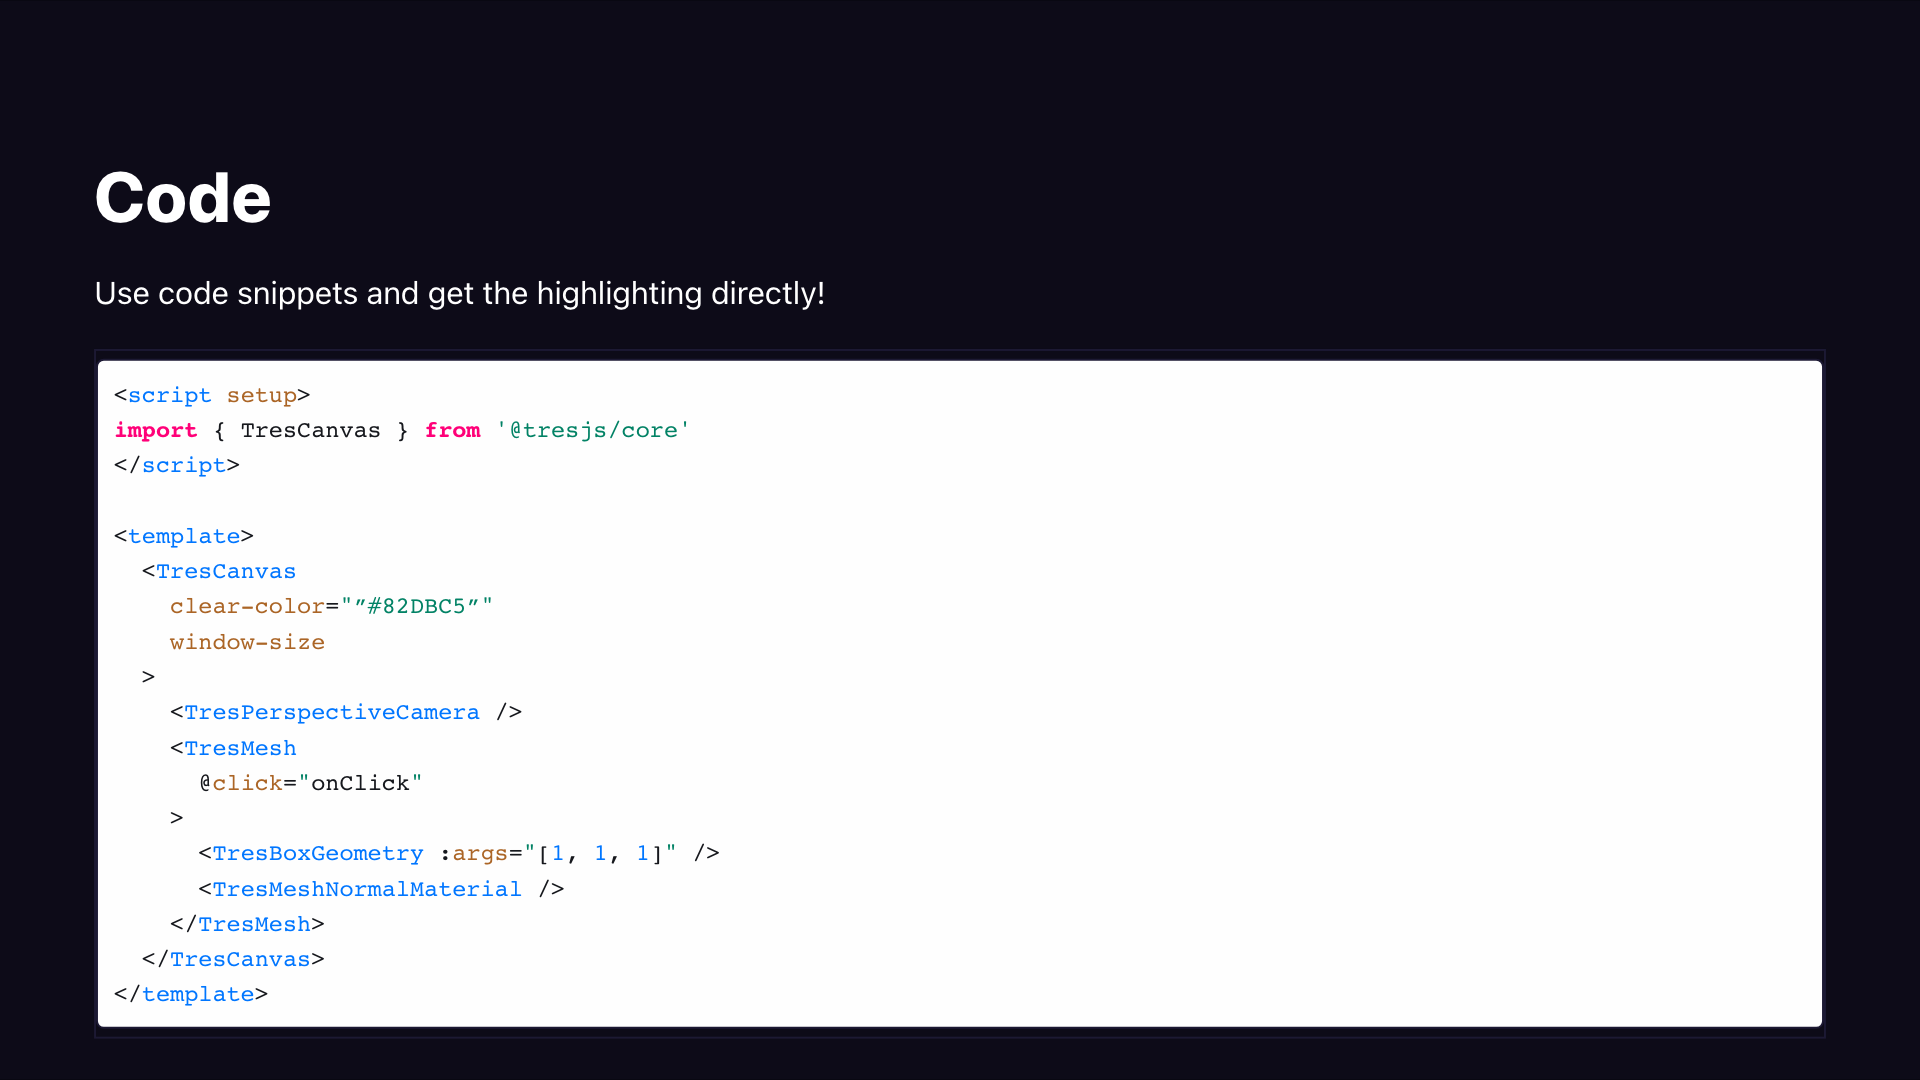 Code
Use code snippets and get the highlighting directly!
<script setup>
import { TresCanvas } from '@tresjs/core'
</script>
<template>
  <TresCanvas
    clear-color="”#82DBC5”"
    window-size
  >
    <TresPerspectiveCamera />
    <TresMesh
      @click="onClick"
    >
      <TresBoxGeometry :args="[1, 1, 1]" />
      <TresMeshNormalMaterial />
    </TresMesh>
  </TresCanvas>
</template>